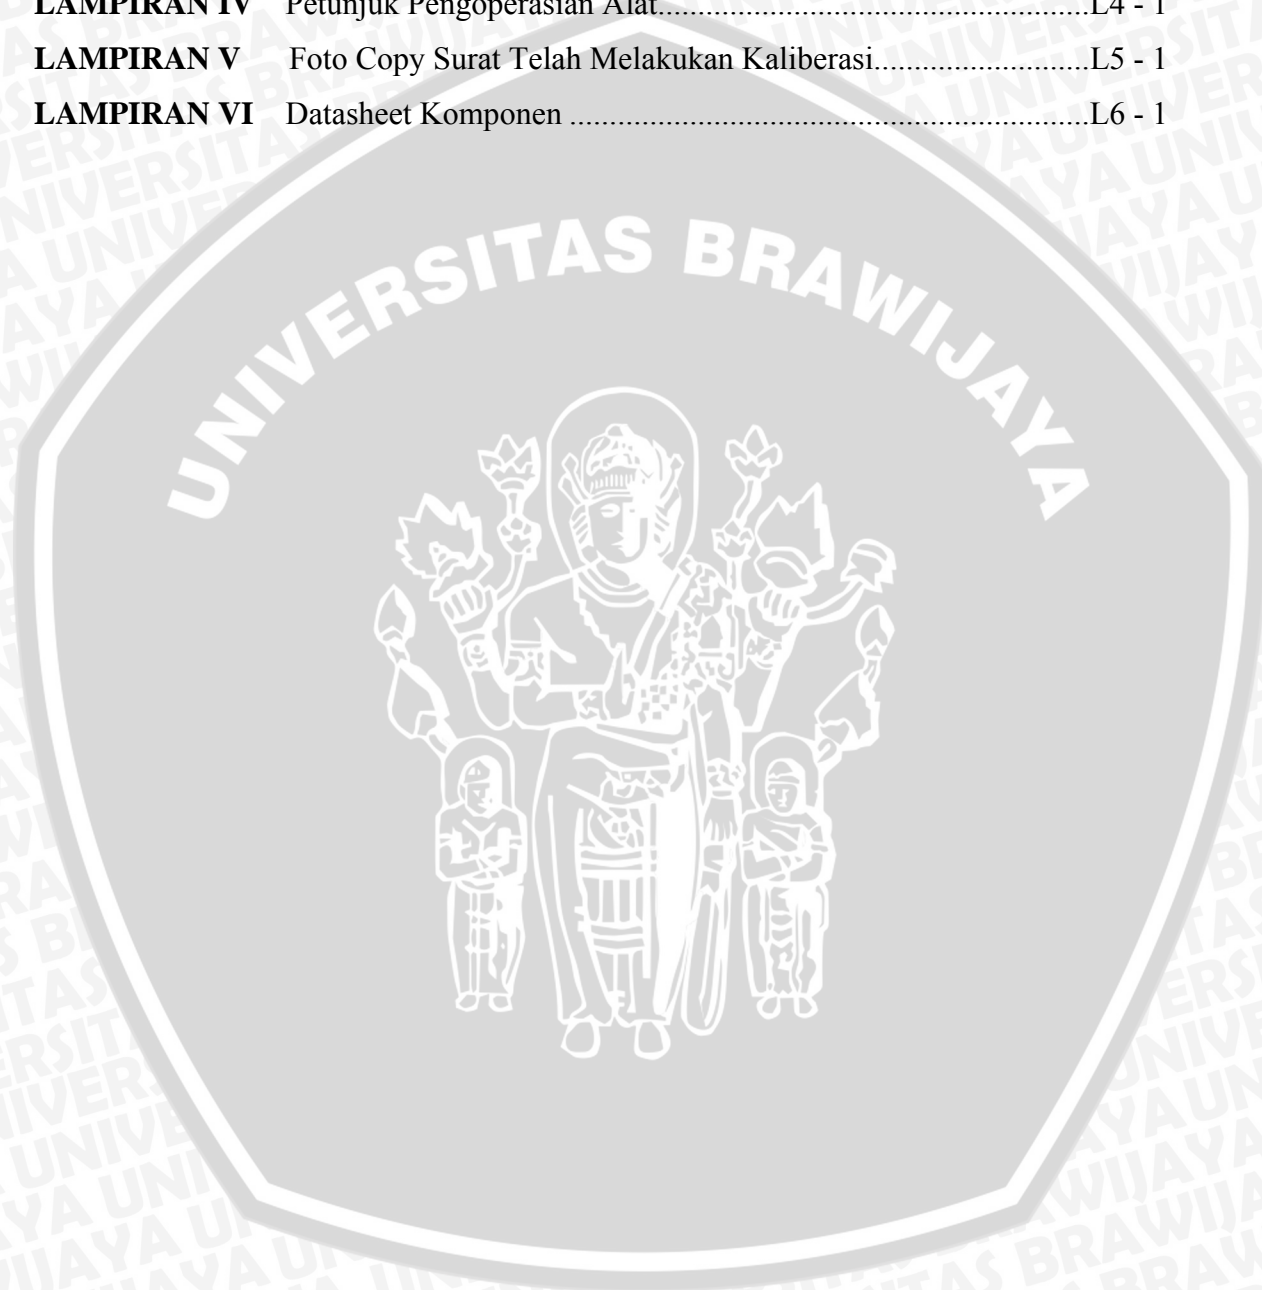 LAMPIRAN IV Petunjuk Pengoperasian Alat......................................................L4 - 1
LAMPIRAN V Foto Copy Surat Telah Melakukan Kaliberasi...........................L5 - 1
LAMPIRAN VI Datasheet Komponen .................................................................L6 - 1
UNIVERSITAS BRAWIJAYA